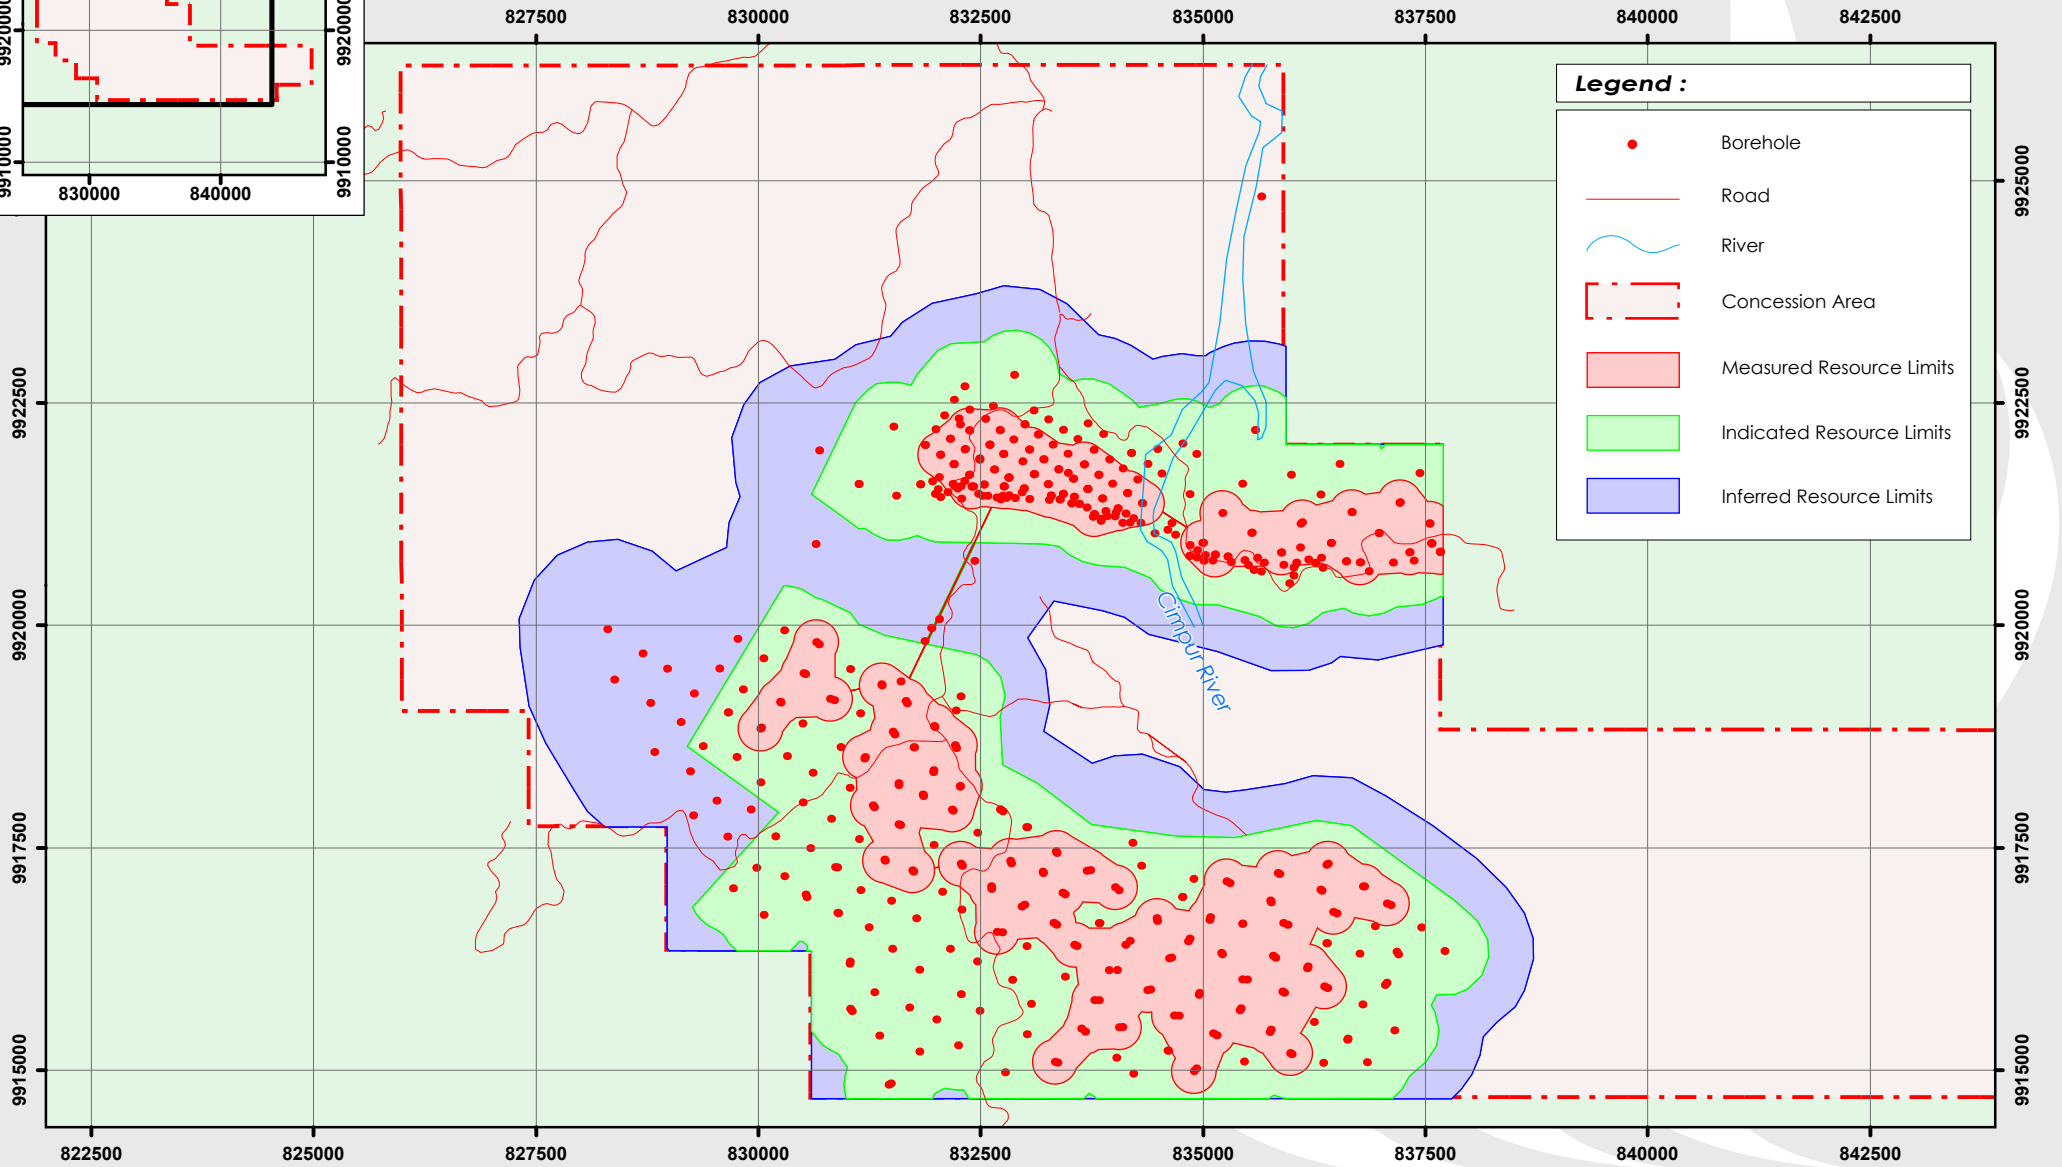 827500 830000 832500 835000 837500 840000 842500
9920000
9920000
9910000
9910000
830000 840000
Legend :
Borehole
Road
River
Concession Area
Measured Resource Limits
Indicated Resource Limits
Inferred Resource Limits
9925000
9922500
9922500
9920000
9920000
9917500
9917500
9915000
9915000
Cimpur River
822500 825000 827500 830000 832500 835000 837500 840000 842500